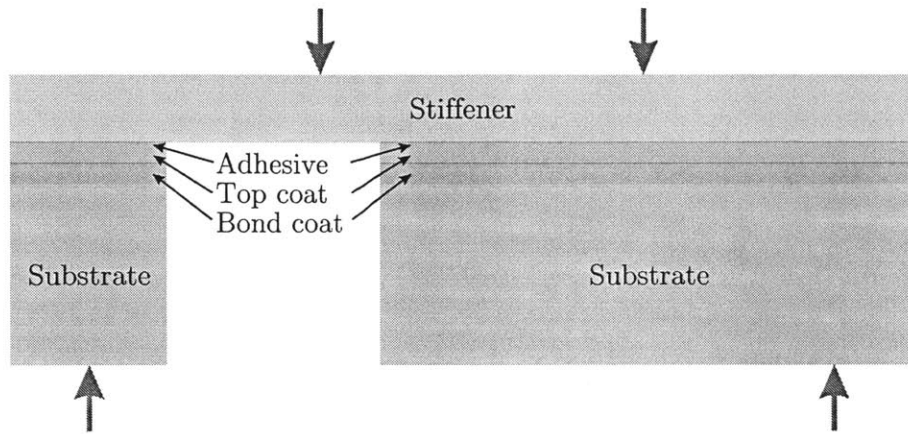 Stiffener
Adhesive
Top coat
Bond coat
Substrate
Substrate